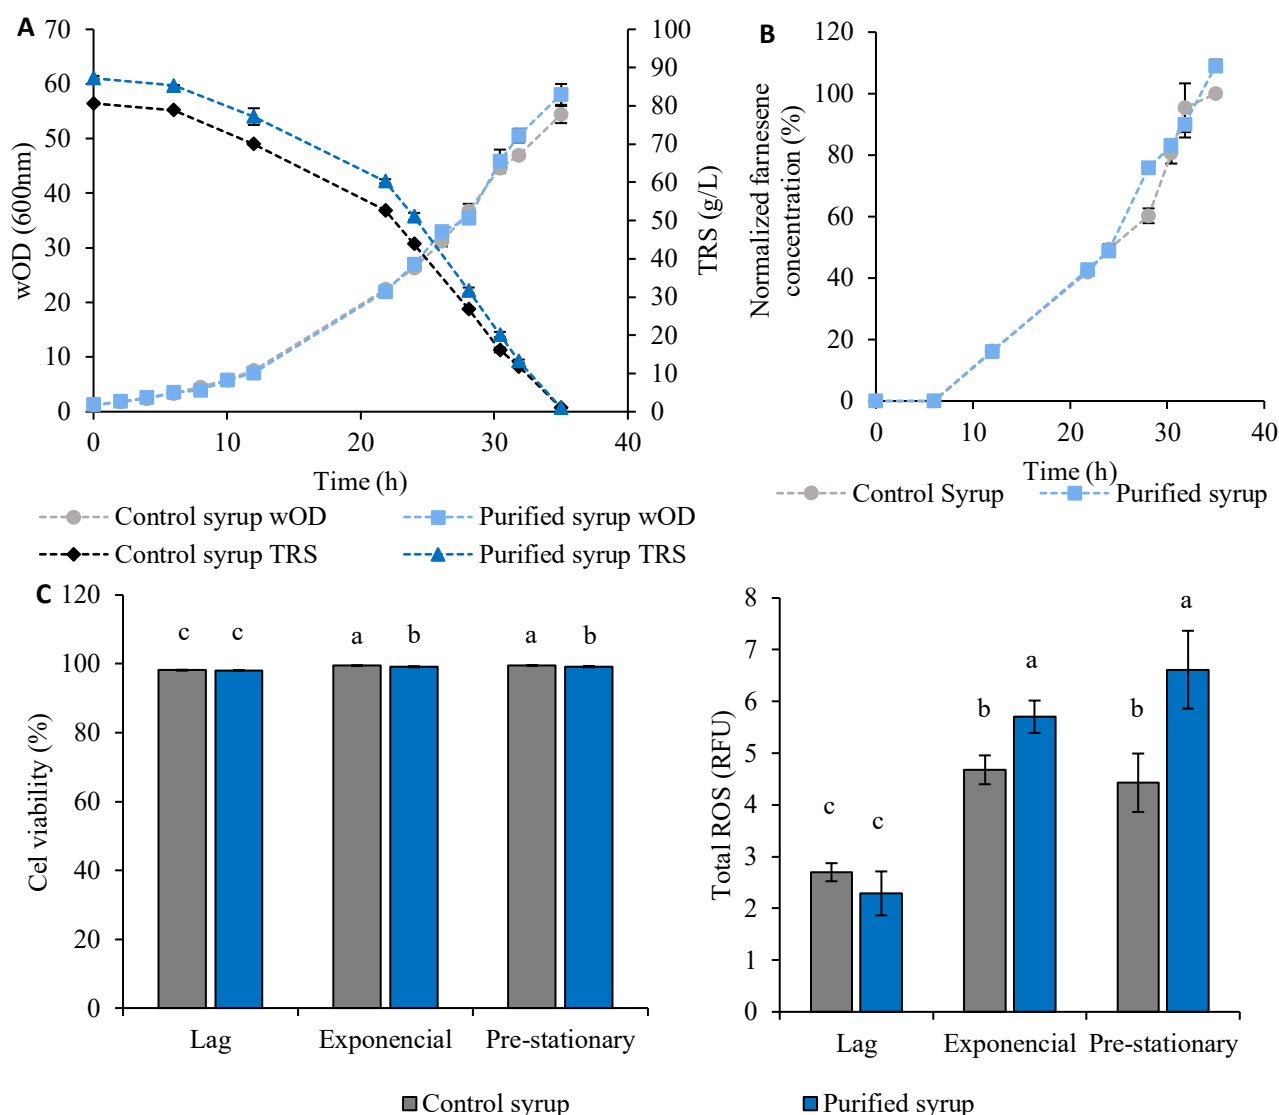 A
70
60
50
40
30
20
10
0
wOD (600nm)
100
90
80
70
60
50
40
30
20
10
0
TRS (g/L)
0
10
20
30
40
Time (h)
Control syrup wOD
Purified syrup wOD
Control syrup TRS
Purified syrup TRS
B
120
100
80
60
40
20
0
Normalized farnesene
concentration (%)
0
10
20
30
40
Time (h)
Control Syrup
Purified syrup
C
120
100
80
60
40
20
0
Cel viability (%)
c
c
a
b
a
b
Lag
Exponencial
Pre-stationary
8
7
6
5
4
3
2
1
0
Total ROS (RFU)
c
c
b
a
b
a
Lag
Exponencial
Pre-stationary
Control syrup
Purified syrup